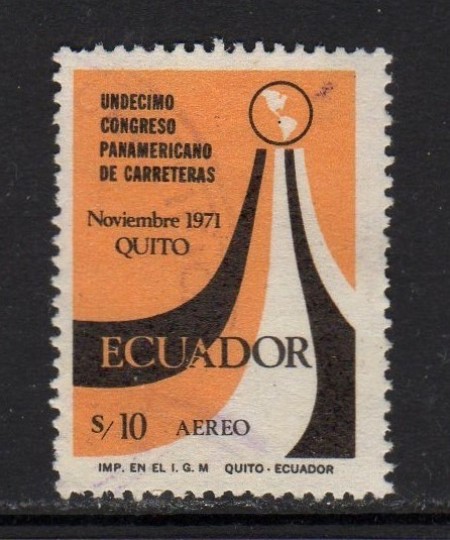 UNDECIMO
CONGRESO
PANAMERICANO
DE CARRETERAS
Noviembre 1971
QUITO
ECUADOR
S/10 AEREO
IMP. EN EL I. G. M QUITO - ECUADOR